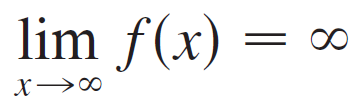 lim f(x) = ∞
x→∞